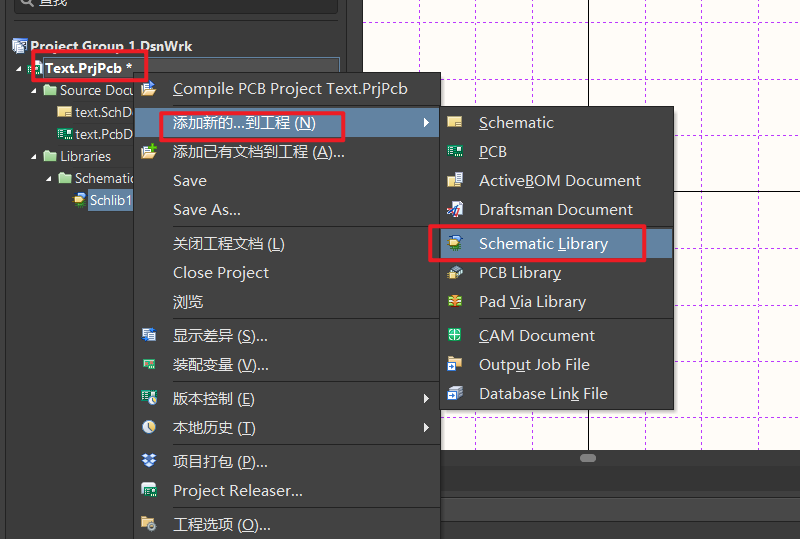 查找
Project Group 1.DsnWrk
Text.PrjPcb *
Source Docu
text.SchDo
text.PcbD
Libraries
Schematic
Schlib1
Compile PCB Project Text.PrjPcb
添加新的...到工程 (N)
添加已有文档到工程 (A)...
Save
Save As...
关闭工程文档 (L)
Close Project
浏览
显示差异 (S)...
装配变量 (V)...
版本控制 (E)
本地历史 (T)
项目打包 (P)...
Project Releaser...
工程选项 (O)...
Schematic
PCB
ActiveBOM Document
Draftsman Document
Schematic Library
PCB Library
Pad Via Library
CAM Document
Output Job File
Database Link File